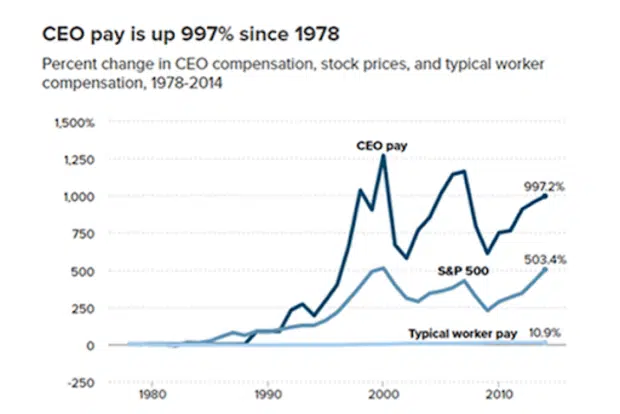 CEO pay is up 997% since 1978
Percent change in CEO compensation, stock prices, and typical worker
compensation, 1978-2014
1,500%
CEO pay
1,250
1,000
997.2%
750
500
S&P 500
503.4%
250
Typical worker pay 10.9%
0
-250
1980
1990
2000
2010